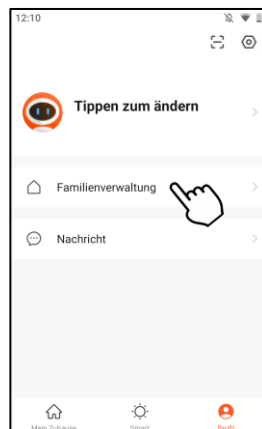 12:10
Tippen zum ändern
Familienverwaltung
Nachricht
Mein Zuhause Smart Profil